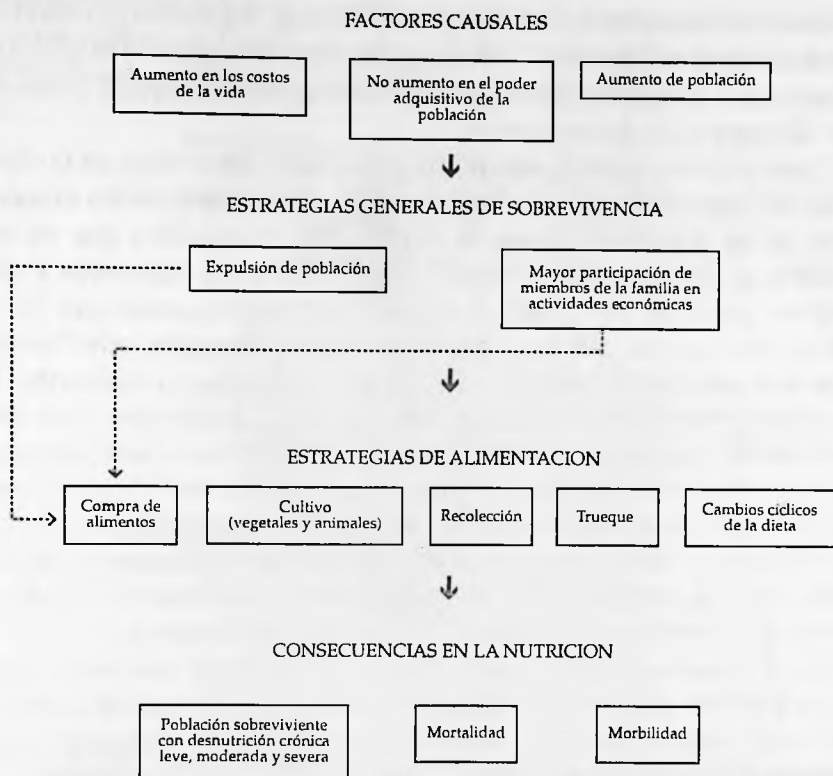 FACTORES CAUSALES
Aumento en los costos
de la vida
No aumento en el poder
adquisitivo de la
población
Aumento de población
ESTRATEGIAS GENERALES DE SOBREVIVENCIA
Expulsión de población
Mayor participación de
miembros de la familia en
actividades económicas
ESTRATEGIAS DE ALIMENTACION
Compra de
alimentos
Cultivo
(vegetales y animales)
Recolección
Trueque
Cambios cíclicos
de la dieta
CONSECUENCIAS EN LA NUTRICION
Población sobreviviente
con desnutrición crónica
leve, moderada y severa
Mortalidad
Morbilidad